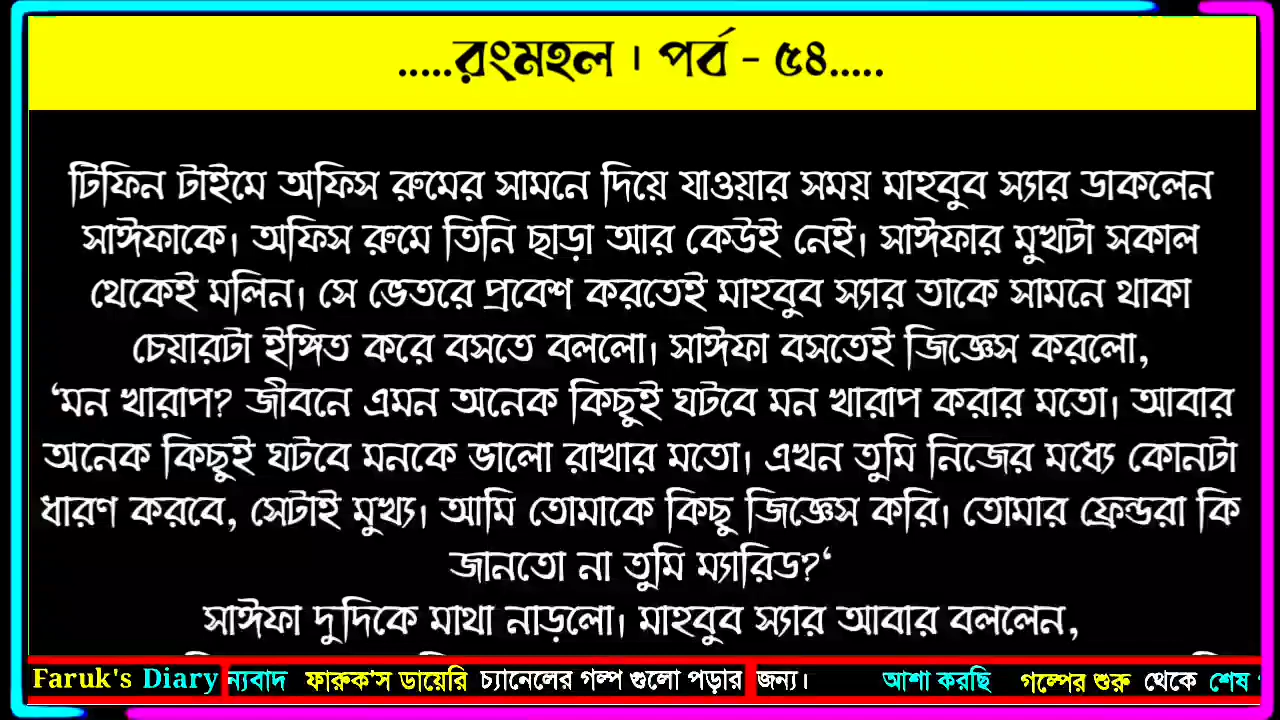 .....রংমহল। পর্ব - ৫৪.....
টিফিন টাইমে অফিস রুমের সামনে দিয়ে যাওয়ার সময় মাহবুব স্যার ডাকলেন
সাঈফাকে। অফিস রুমে তিনি ছাড়া আর কেউই নেই। সাঈফার মুখটা সকাল
থেকেই মলিন। সে ভেতরে প্রবেশ করতেই মাহবুব স্যার তাকে সামনে থাকা
চেয়ারটা ইঙ্গিত করে বসতে বললো। সাঈফা বসতেই জিজ্ঞেস করলো,
‘মন খারাপ? জীবনে এমন অনেক কিছুই ঘটবে মন খারাপ করার মতো। আবার
অনেক কিছুই ঘটবে মনকে ভালো রাখার মতো। এখন তুমি নিজের মধ্যে কোনটা
ধারণ করবে, সেটাই মুখ্য। আমি তোমাকে কিছু জিজ্ঞেস করি। তোমার ফ্রেন্ডরা কি
জানতো না তুমি ম্যারিড?‘
সাঈফা দুদিকে মাথা নাড়লো। মাহবুব স্যার আবার বললেন,
Faruk's Diary ন্যবাদ ফারুক'স ডায়েরি চ্যানেলের গল্প গুলো পড়ার জন্য। আশা করছি গল্পের শুরু থেকে শেষ